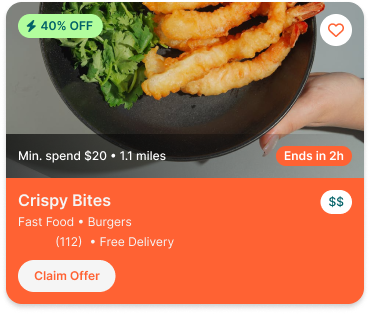 40% OFF
Min. spend $20 • 1.1 miles
Ends in 2h
Crispy Bites
$$
Fast Food • Burgers
(112) • Free Delivery
Claim Offer